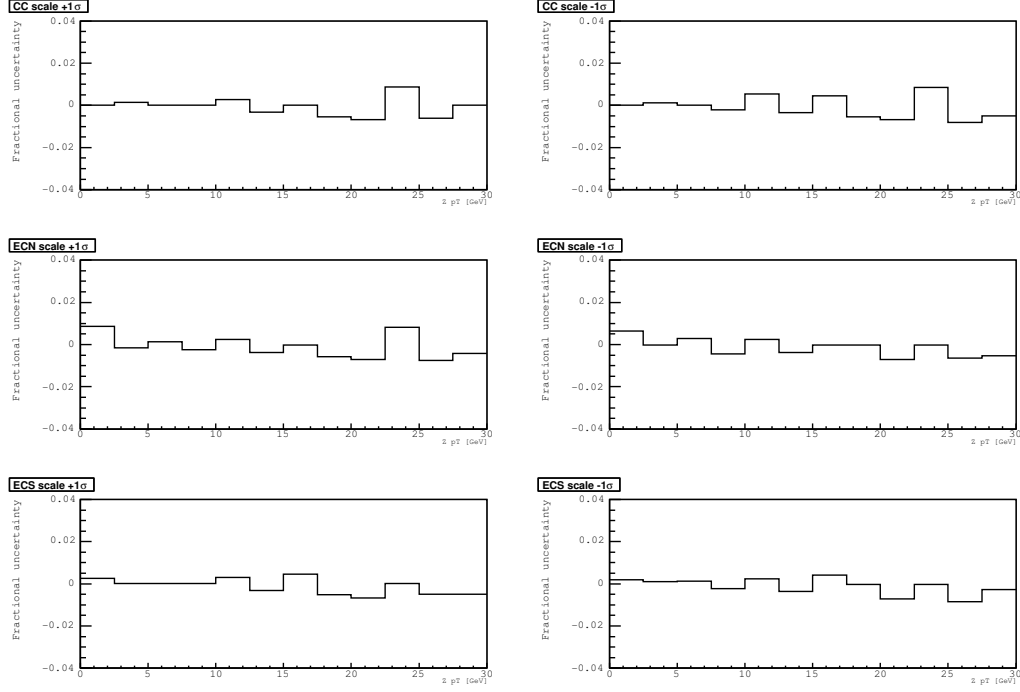 CC scale +1σ
Fractional uncertainty
0.04
0.02
0
−0.02
−0.04
0 5 10 15 20 25 30
Z pT [GeV]
CC scale -1σ
Fractional uncertainty
0.04
0.02
0
−0.02
−0.04
0 5 10 15 20 25 30
Z pT [GeV]
ECN scale +1σ
Fractional uncertainty
0.04
0.02
0
−0.02
−0.04
0 5 10 15 20 25 30
Z pT [GeV]
ECN scale -1σ
Fractional uncertainty
0.04
0.02
0
−0.02
−0.04
0 5 10 15 20 25 30
Z pT [GeV]
ECS scale +1σ
Fractional uncertainty
0.04
0.02
0
−0.02
−0.04
0 5 10 15 20 25 30
Z pT [GeV]
ECS scale -1σ
Fractional uncertainty
0.04
0.02
0
−0.02
−0.04
0 5 10 15 20 25 30
Z pT [GeV]